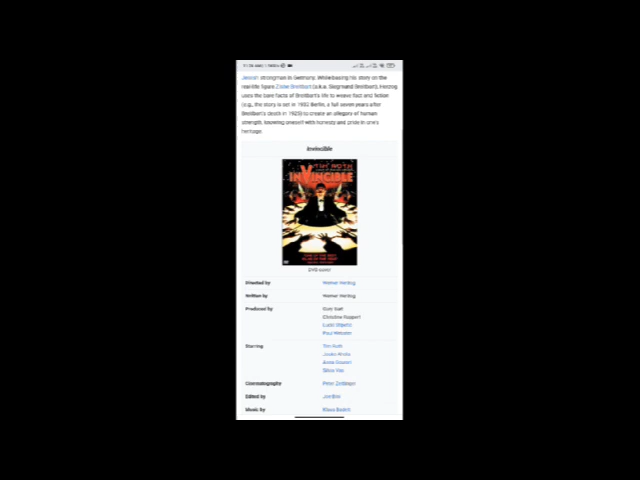 Jewish strongman in Germany. While basing his story on the
real-life figure Zishe Breitbart (a.k.a. Siegmund Breitbart), Herzog
uses the bare facts of Breitbart's life to weave fact and fiction
(e.g., the story is set in 1932 Berlin, a full seven years after
Breitbart's death in 1925) to create an allegory of human
strength, knowing oneself with honesty and pride in one's
heritage.
Invincible
TIM ROTH
INVINCIBLE
DVD cover
Directed by Werner Herzog
Written by Werner Herzog
Produced by Gary Bart
Christine Ruppert
Lucki Stipetić
Paul Webster
Starring Tim Roth
Jouko Ahola
Anna Gourari
Cinematography Peter Zeitlinger
Edited by Joe Bini
Music by Klaus Badelt